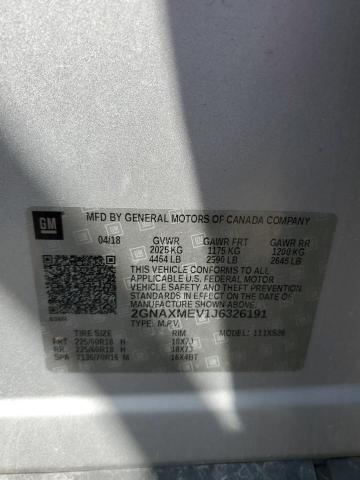 GM
MFD BY GENERAL MOTORS OF CANADA COMPANY
04/18 GVWR GAWR FRT GAWR RR
2025 KG 1175 KG 1200 KG
4464 LB 2590 LB 2645 LB
THIS VEHICLE CONFORMS TO ALL APPLICABLE
U.S. FEDERAL MOTOR VEHICLE SAFETY, BUMPER, AND
THEFT PREVENTION STANDARDS IN EFFECT ON THE DATE
OF MANUFACTURE SHOWN ABOVE.
2GNAXMEV1J6326191
TYPE: M.P.V. MODEL: 111XS26
TIRE SIZE RIM
FRT 225/60R18 H 18X7J
RR 225/60R18 H 18X7J
SPA T135/70R16 M 16X4BT